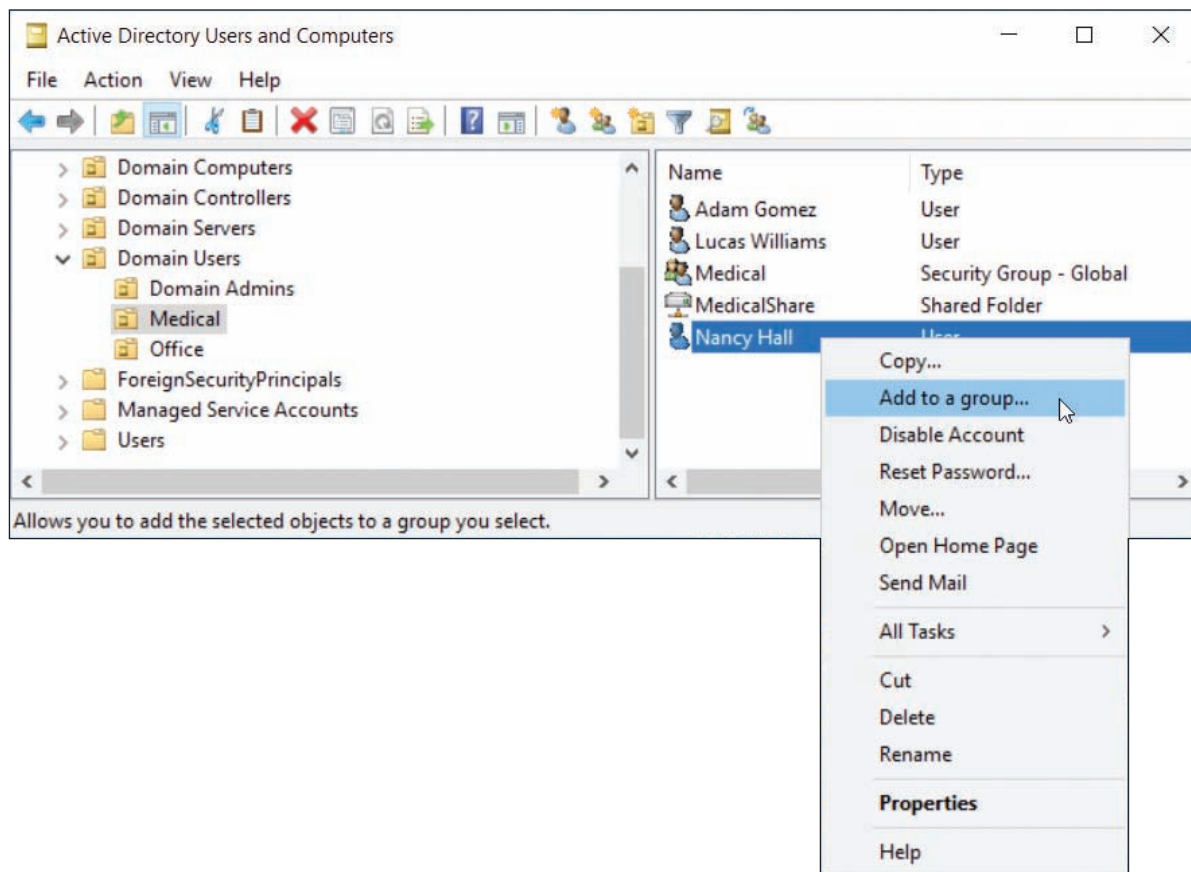 Active Directory Users and Computers
File Action View Help
Domain Computers
Domain Controllers
Domain Servers
Domain Users
Domain Admins
Medical
Office
ForeignSecurityPrincipals
Managed Service Accounts
Users
Name Type
Adam Gomez User
Lucas Williams User
Medical Security Group - Global
MedicalShare Shared Folder
Nancy Hall User
Allows you to add the selected objects to a group you select.
Copy...
Add to a group...
Disable Account
Reset Password...
Move...
Open Home Page
Send Mail
All Tasks
Cut
Delete
Rename
Properties
Help